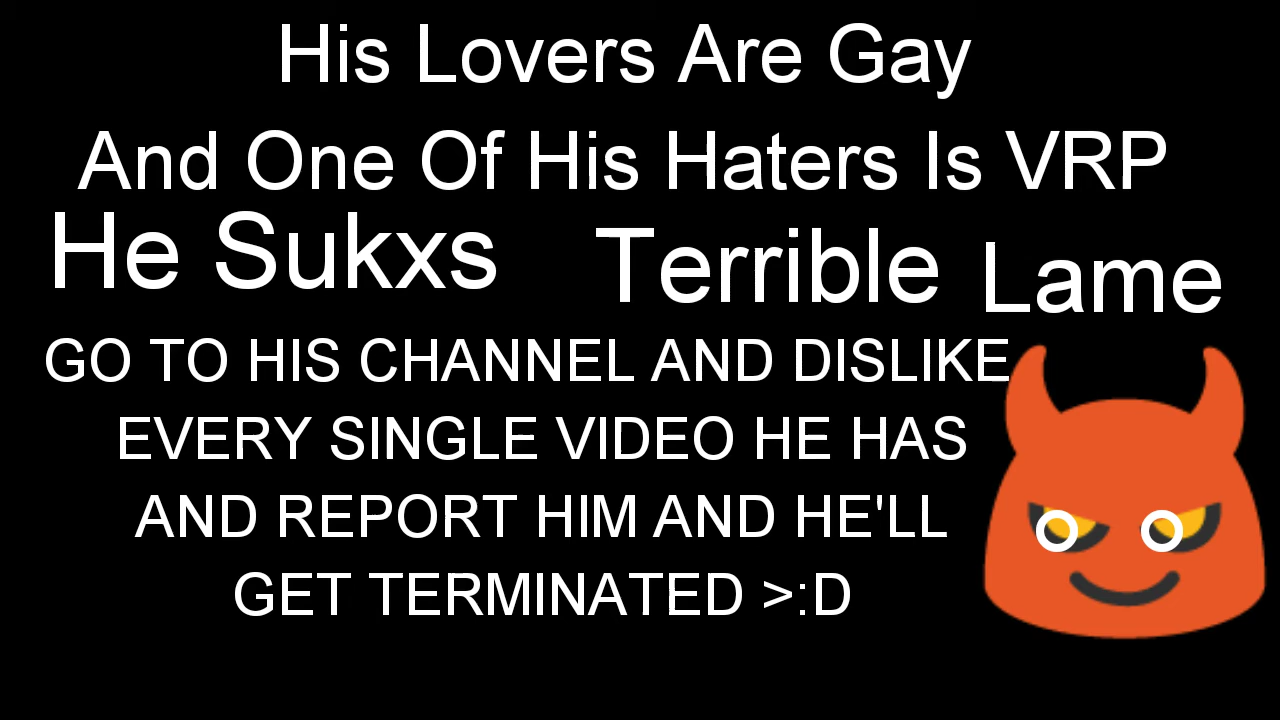 His Lovers Are Gay
And One Of His Haters Is VRP
He Sukxs Terrible Lame
GO TO HIS CHANNEL AND DISLIKE
EVERY SINGLE VIDEO HE HAS
AND REPORT HIM AND HE'LL
GET TERMINATED >:D